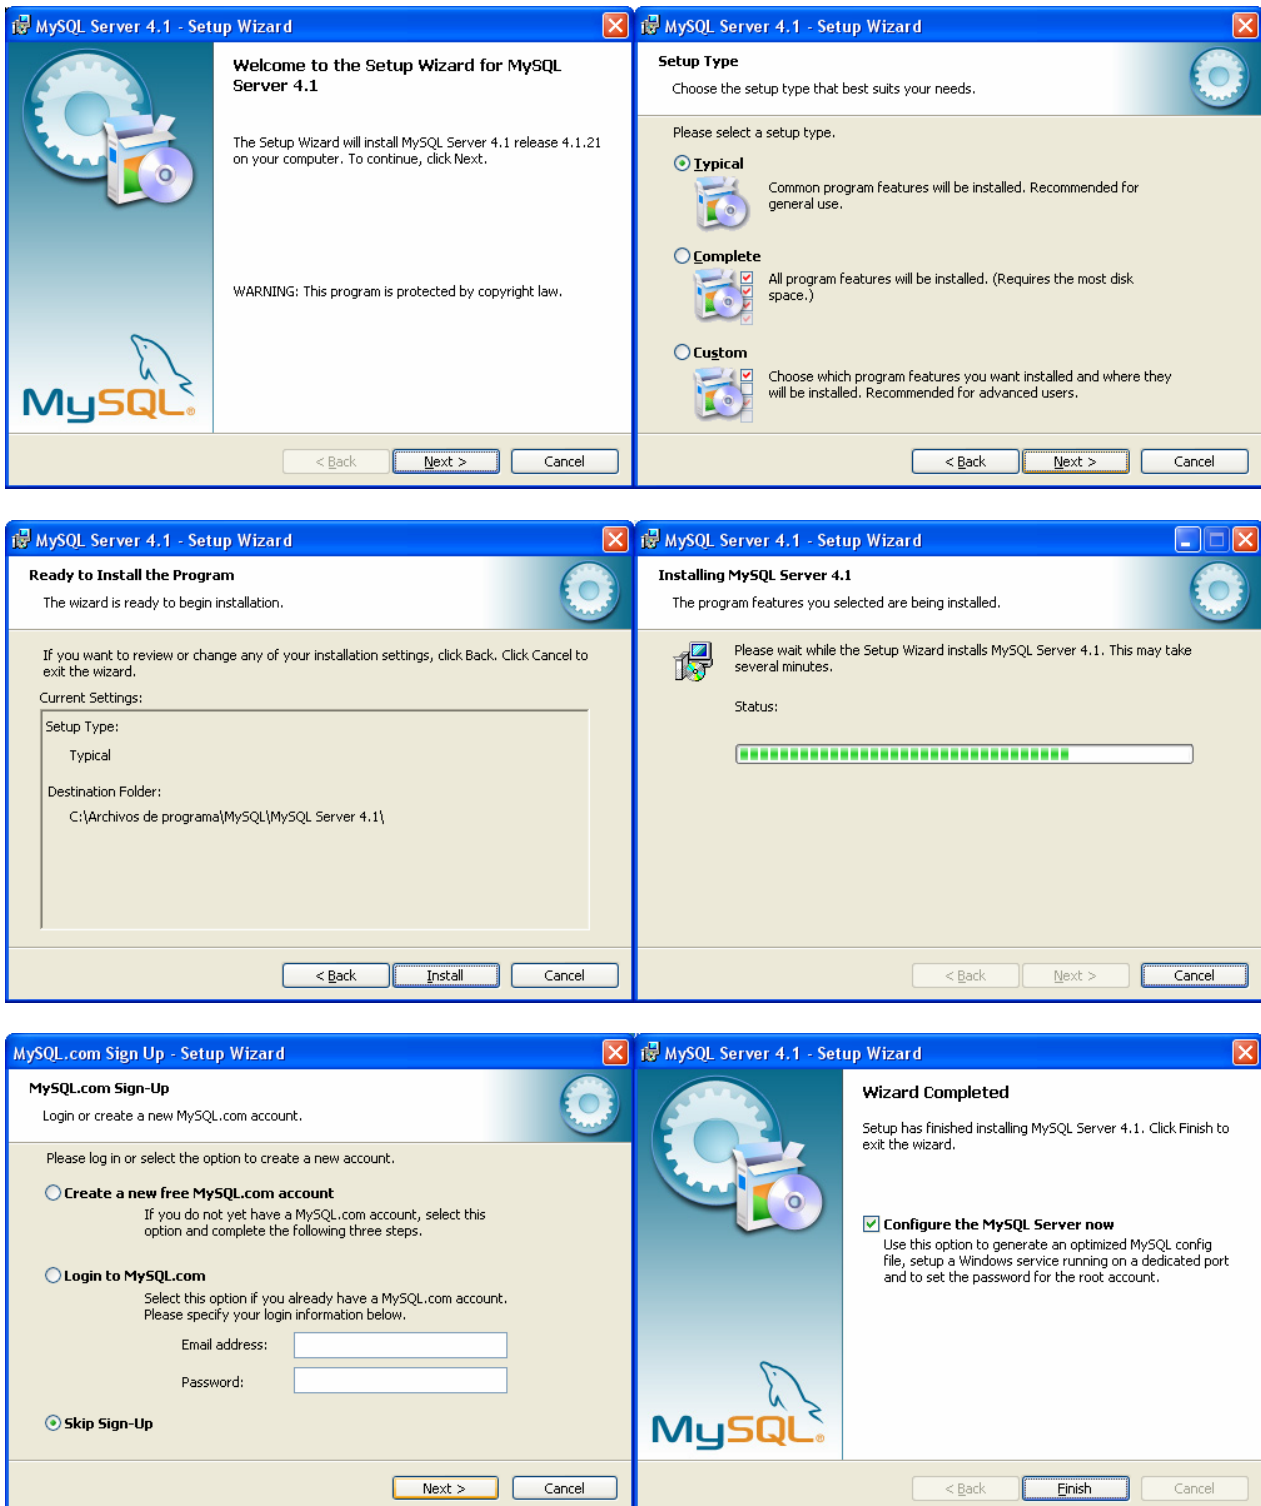 MySQL Server 4.1 - Setup Wizard
Welcome to the Setup Wizard for MySQL
Server 4.1
The Setup Wizard will install MySQL Server 4.1 release 4.1.21
on your computer. To continue, click Next.
WARNING: This program is protected by copyright law.
MySQL®
< Back
Next >
Cancel
MySQL Server 4.1 - Setup Wizard
Setup Type
Choose the setup type that best suits your needs.
Please select a setup type.
Typical
Common program features will be installed. Recommended for
general use.
Complete
All program features will be installed. (Requires the most disk
space.)
Custom
Choose which program features you want installed and where they
will be installed. Recommended for advanced users.
< Back
Next >
Cancel
MySQL Server 4.1 - Setup Wizard
Ready to Install the Program
The wizard is ready to begin installation.
If you want to review or change any of your installation settings, click Back. Click Cancel to
exit the wizard.
Current Settings:
Setup Type:
Typical
Destination Folder:
C:\Archivos de programa\MySQL\MySQL Server 4.1\
< Back
Install
Cancel
MySQL Server 4.1 - Setup Wizard
Installing MySQL Server 4.1
The program features you selected are being installed.
Please wait while the Setup Wizard installs MySQL Server 4.1. This may take
several minutes.
Status:
< Back
Next >
Cancel
MySQL.com Sign Up - Setup Wizard
MySQL.com Sign-Up
Login or create a new MySQL.com account.
Please log in or select the option to create a new account.
Create a new free MySQL.com account
If you do not yet have a MySQL.com account, select this
option and complete the following three steps.
Login to MySQL.com
Select this option if you already have a MySQL.com account.
Please specify your login information below.
Email address:
Password:
Skip Sign-Up
Next >
Cancel
MySQL Server 4.1 - Setup Wizard
Wizard Completed
Setup has finished installing MySQL Server 4.1. Click Finish to
exit the wizard.
Configure the MySQL Server now
Use this option to generate an optimized MySQL config
file, setup a Windows service running on a dedicated port
and to set the password for the root account.
MySQL®
< Back
Finish
Cancel